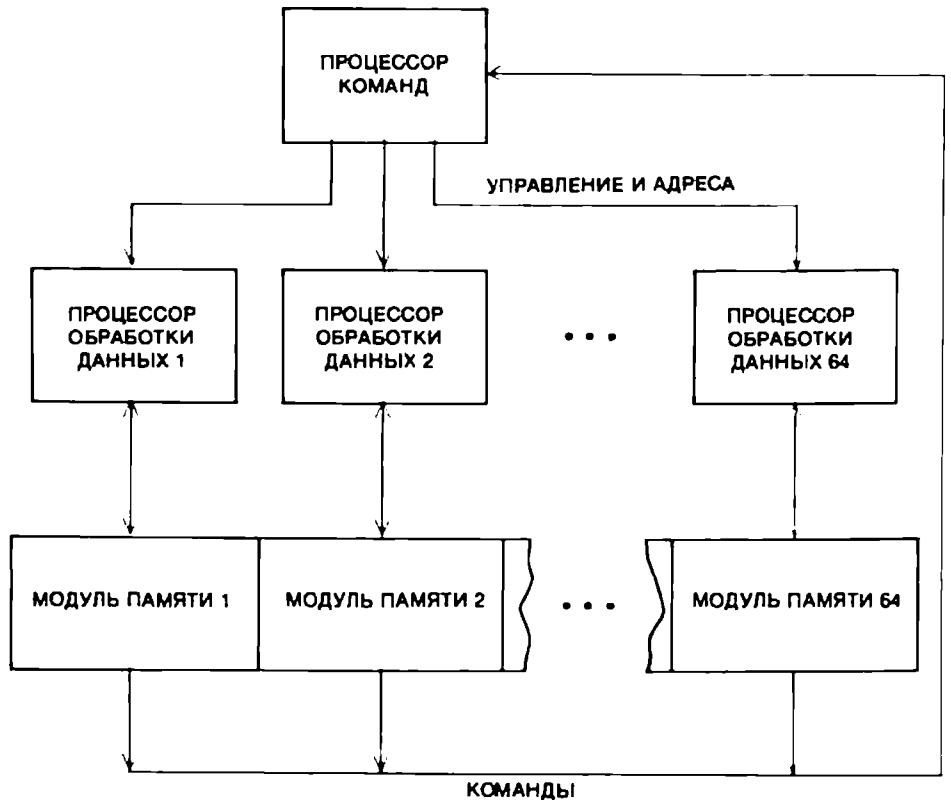 ПРОЦЕССОР
КОМАНД
УПРАВЛЕНИЕ И АДРЕСА
ПРОЦЕССОР
ОБРАБОТКИ
ДАННЫХ 1
ПРОЦЕССОР
ОБРАБОТКИ
ДАННЫХ 2
• • •
ПРОЦЕССОР
ОБРАБОТКИ
ДАННЫХ 64
МОДУЛЬ ПАМЯТИ 1
МОДУЛЬ ПАМЯТИ 2
• • •
МОДУЛЬ ПАМЯТИ 64
КОМАНДЫ